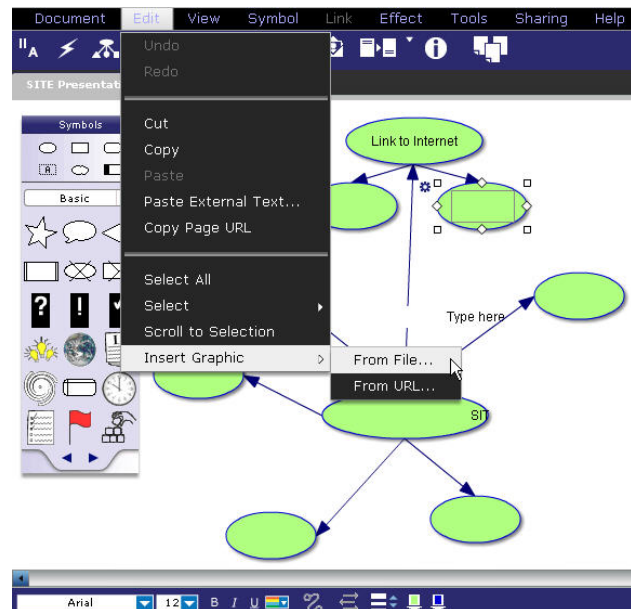 Document Edit View Symbol Link Effect Tools Sharing Help
"A
SITE Presentat
Undo
Redo
Cut
Copy
Paste
Paste External Text...
Copy Page URL
Select All
Select
Scroll to Selection
Insert Graphic
From File...
From URL...
Symbols
A
Basic
?
!
Link to Internet
Type here
SIT
Arial 12 B I U